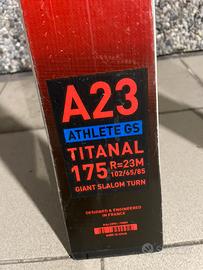 A23
ATHLETE GS
TITANAL
175 R=23M
102/65/85
GIANT SLALOM TURN
DESIGNED & ENGINEERED
IN FRANCE